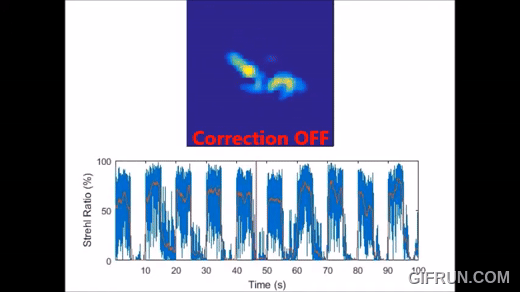 Correction OFF
100
50
0
Strehl Ratio (%)
10 20 30 40 50 60 70 80 90 100
Time (s)
GIFRUN.COM